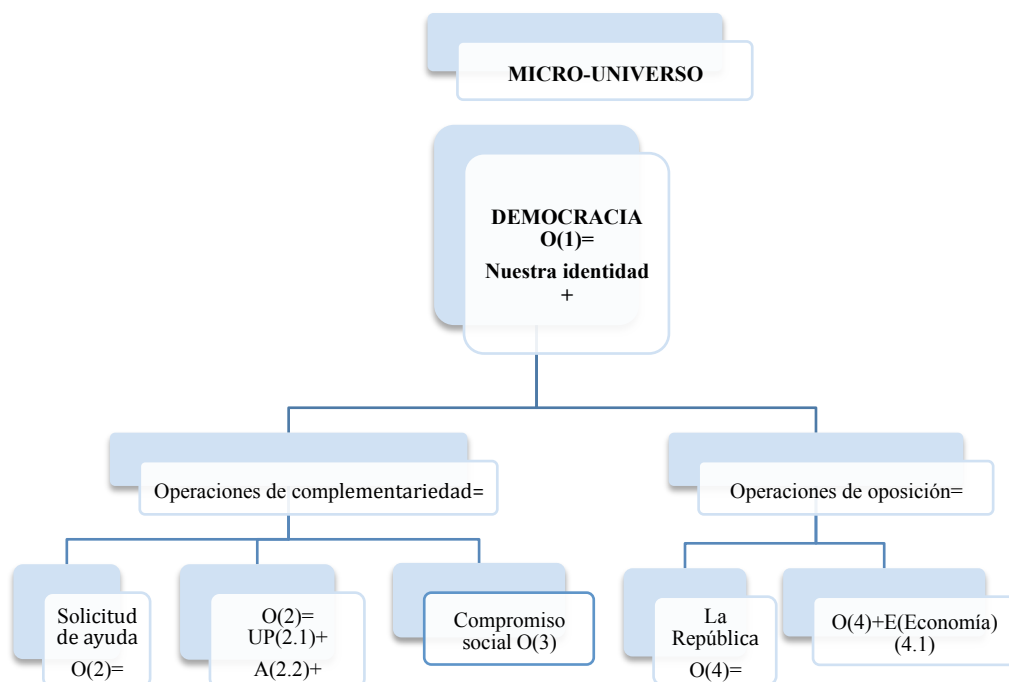 MICRO-UNIVERSO
DEMOCRACIA
O(1)=
Nuestra identidad
+
Operaciones de complementariedad=
Operaciones de oposición=
Solicitud
de ayuda
O(2)=
O(2)=
UP(2.1)+
A(2.2)+
Compromiso
social O(3)
La
República
O(4)=
O(4)+E(Economía)
(4.1)